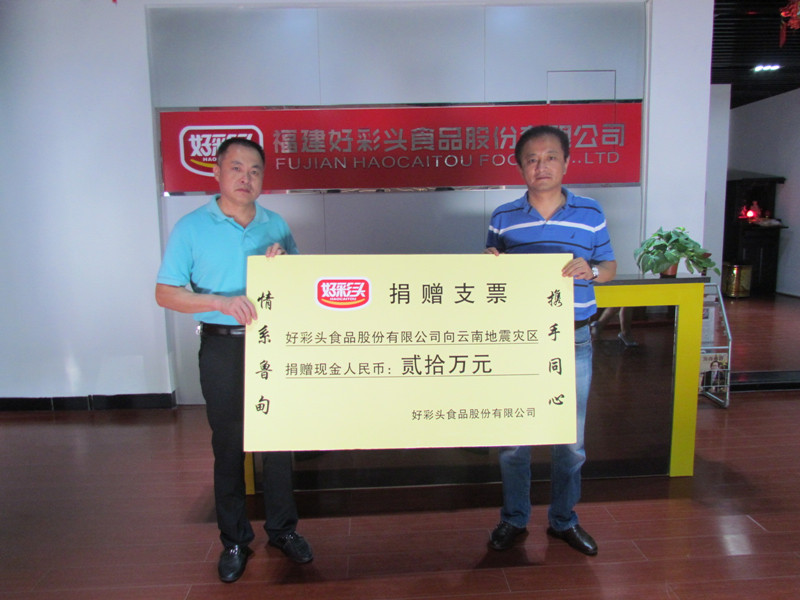 好彩头
福建好彩头食品股份有限公司
FUJIAN HAOCAITOU FOO ...LTD
好彩头
HAOCAITOU
捐赠支票
情系鲁甸
携手同心
好彩头食品股份有限公司向云南地震灾区
捐赠现金人民币：贰拾万元
好彩头食品股份有限公司